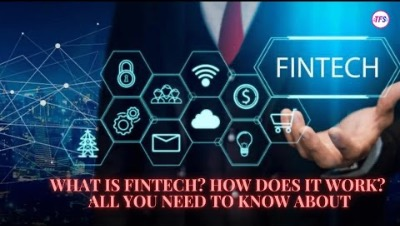 iTFS
FINTECH
$
WHAT IS FINTECH? HOW DOES IT WORK?
ALL YOU NEED TO KNOW ABOUT